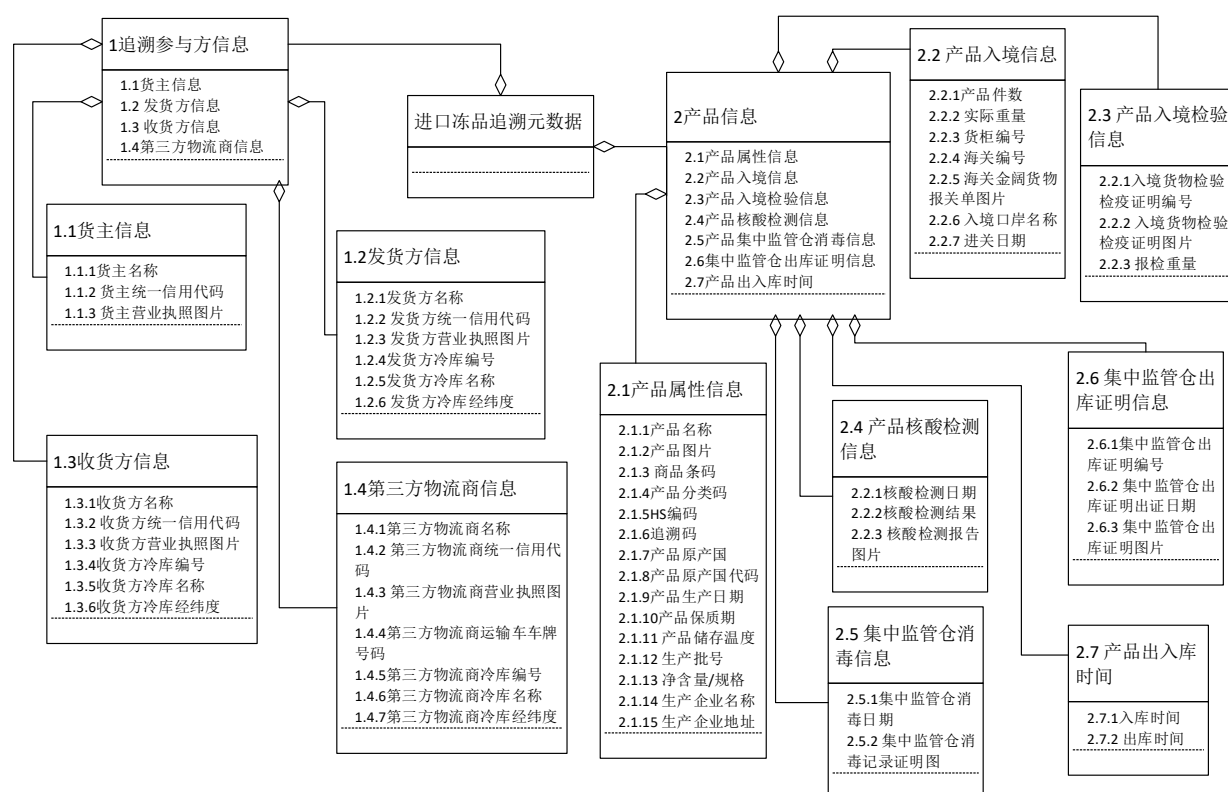 1追溯参与方信息
1.1货主信息
1.2 发货方信息
1.3 收货方信息
1.4第三方物流商信息
进口冻品追溯元数据
2产品信息
2.1产品属性信息
2.2产品入境信息
2.3产品入境检验信息
2.4产品核酸检测信息
2.5产品集中监管仓消毒信息
2.6集中监管仓出库证明信息
2.7产品出入库时间
2.2 产品入境信息
2.2.1产品件数
2.2.2 实际重量
2.2.3 货柜编号
2.2.4 海关编号
2.2.5 海关金阔货物
报关单图片
2.2.6 入境口岸名称
2.2.7 进关日期
2.3 产品入境检验
信息
2.2.1入境货物检验
检疫证明编号
2.2.2 入境货物检验
检疫证明图片
2.2.3 报检重量
1.1货主信息
1.1.1货主名称
1.1.2 货主统一信用代码
1.1.3 货主营业执照图片
1.2发货方信息
1.2.1发货方名称
1.2.2 发货方统一信用代码
1.2.3 发货方营业执照图片
1.2.4发货方冷库编号
1.2.5发货方冷库名称
1.2.6 发货方冷库经纬度
1.3收货方信息
1.3.1收货方名称
1.3.2 收货方统一信用代码
1.3.3 收货方营业执照图片
1.3.4收货方冷库编号
1.3.5收货方冷库名称
1.3.6收货方冷库经纬度
1.4第三方物流商信息
1.4.1第三方物流商名称
1.4.2 第三方物流商统一信用代
码
1.4.3 第三方物流商营业执照图
片
1.4.4第三方物流商运输车车牌
号码
1.4.5第三方物流商冷库编号
1.4.6第三方物流商冷库名称
1.4.7第三方物流商冷库经纬度
2.1产品属性信息
2.1.1产品名称
2.1.2产品图片
2.1.3 商品条码
2.1.4产品分类码
2.1.5HS编码
2.1.6追溯码
2.1.7产品原产国
2.1.8产品原产国代码
2.1.9产品生产日期
2.1.10产品保质期
2.1.11 产品储存温度
2.1.12 生产批号
2.1.13 净含量/规格
2.1.14 生产企业名称
2.1.15 生产企业地址
2.4 产品核酸检测
信息
2.2.1核酸检测日期
2.2.2核酸检测结果
2.2.3 核酸检测报告
图片
2.5 集中监管仓消
毒信息
2.5.1集中监管仓消
毒日期
2.5.2 集中监管仓消
毒记录证明图
2.6 集中监管仓出
库证明信息
2.6.1集中监管仓出
库证明编号
2.6.2 集中监管仓出
库证明出证日期
2.6.3 集中监管仓出
库证明图片
2.7 产品出入库
时间
2.7.1入库时间
2.7.2 出库时间